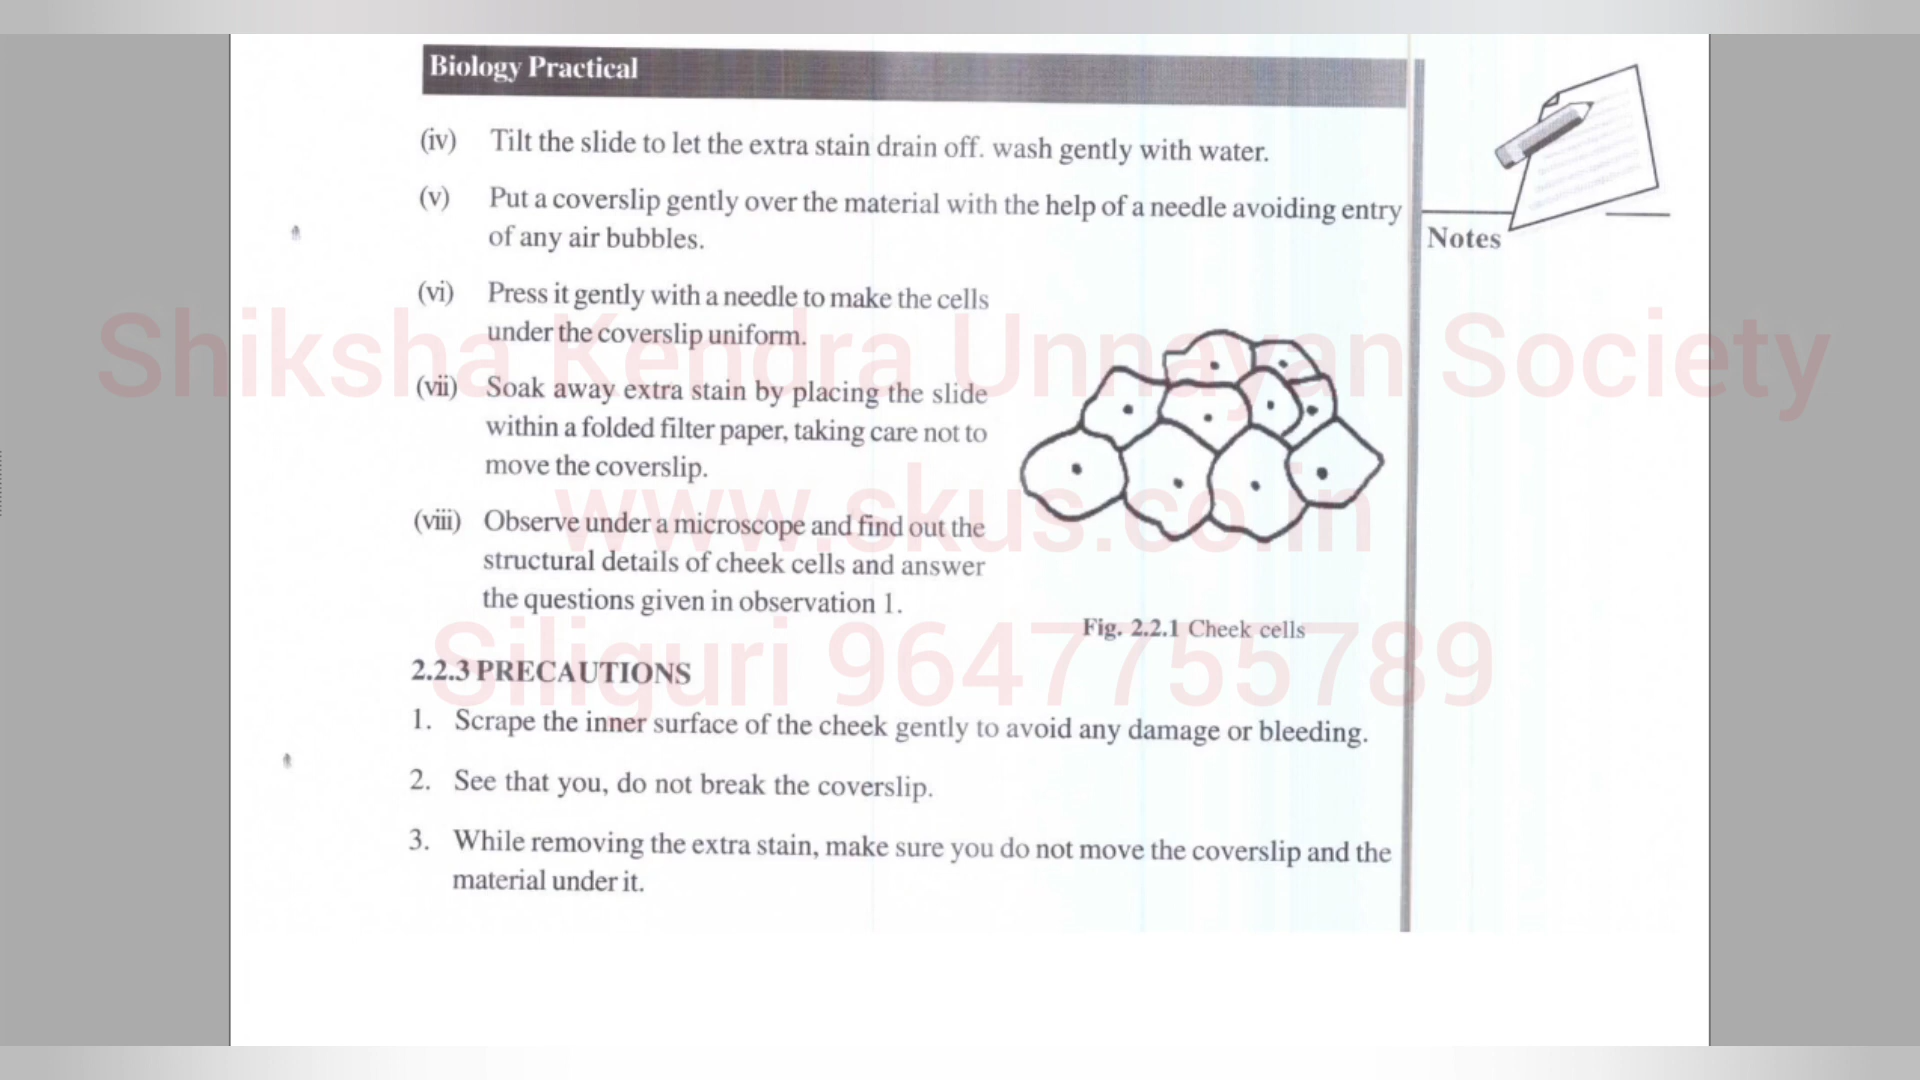 Biology Practical
(iv) Tilt the slide to let the extra stain drain off. wash gently with water.
(v) Put a coverslip gently over the material with the help of a needle avoiding entry
of any air bubbles.
Notes
(vi) Press it gently with a needle to make the cells
under the coverslip uniform.
(vii) Soak away extra stain by placing the slide
within a folded filter paper, taking care not to
move the coverslip.
(viii) Observe under a microscope and find out the
structural details of cheek cells and answer
the questions given in observation 1.
Fig. 2.2.1 Cheek cells
2.2.3 PRECAUTIONS
1. Scrape the inner surface of the cheek gently to avoid any damage or bleeding.
2. See that you, do not break the coverslip.
3. While removing the extra stain, make sure you do not move the coverslip and the
material under it.
Shiksha Kendra Unnayan Society
www.skus.co.in
Siliguri 9647755789